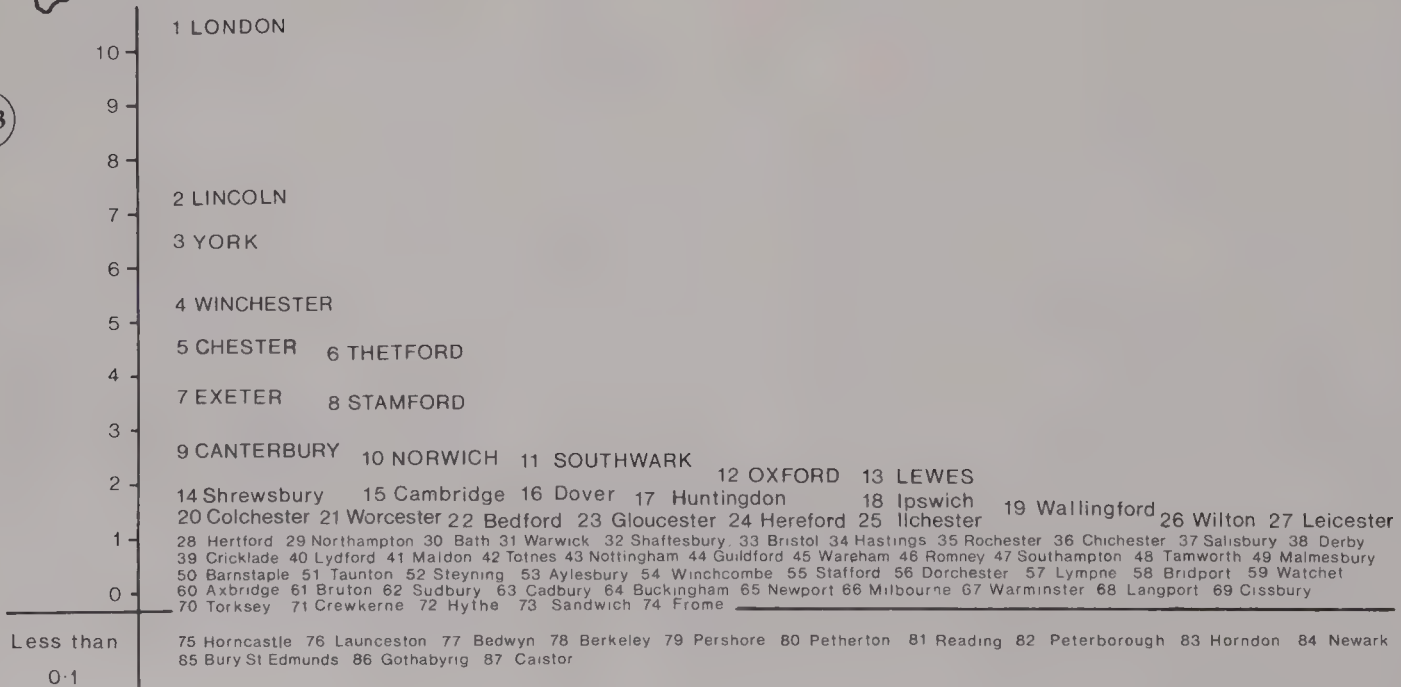 1 LONDON
10
9
8
2 LINCOLN
7
3 YORK
6
4 WINCHESTER
5
5 CHESTER 6 THETFORD
4
7 EXETER 8 STAMFORD
3
9 CANTERBURY 10 NORWICH 11 SOUTHWARK
12 OXFORD 13 LEWES
2
14 Shrewsbury 15 Cambridge 16 Dover 17 Huntingdon 18 Ipswich 19 Wallingford
20 Colchester 21 Worcester 22 Bedford 23 Gloucester 24 Hereford 25 Ilchester 26 Wilton 27 Leicester
1
28 Hertford 29 Northampton 30 Bath 31 Warwick 32 Shaftesbury 33 Bristol 34 Hastings 35 Rochester 36 Chichester 37 Salisbury 38 Derby
39 Cricklade 40 Lydford 41 Maldon 42 Totnes 43 Nottingham 44 Guildford 45 Wareham 46 Romney 47 Southampton 48 Tamworth 49 Malmesbury
50 Barnstaple 51 Taunton 52 Steyning 53 Aylesbury 54 Winchcombe 55 Stafford 56 Dorchester 57 Lympne 58 Bridport 59 Watchet
0
60 Axbridge 61 Bruton 62 Sudbury 63 Cadbury 64 Buckingham 65 Newport 66 Milbourne 67 Warminster 68 Langport 69 Cissbury
70 Torksey 71 Crewkerne 72 Hythe 73 Sandwich 74 Frome
Less than
0·1
75 Horncastle 76 Launceston 77 Bedwyn 78 Berkeley 79 Pershore 80 Petherton 81 Reading 82 Peterborough 83 Horndon 84 Newark
85 Bury St Edmunds 86 Gothabyrig 87 Caistor